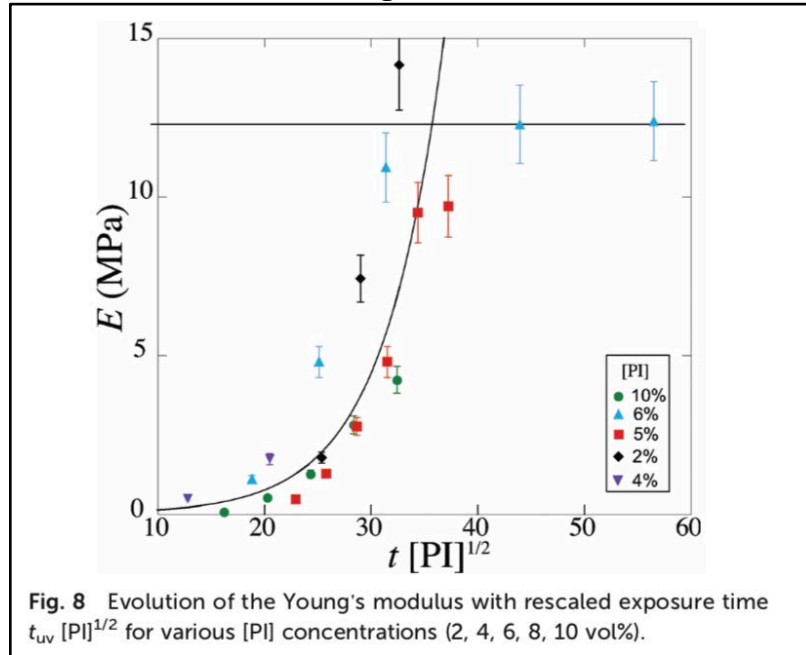 15
10
5
0
E (MPa)
10 20 30 40 50 60
t [PI]1/2
[PI]
10%
6%
5%
2%
4%
Fig. 8 Evolution of the Young's modulus with rescaled exposure time
tuv [PI]1/2 for various [PI] concentrations (2, 4, 6, 8, 10 vol%).